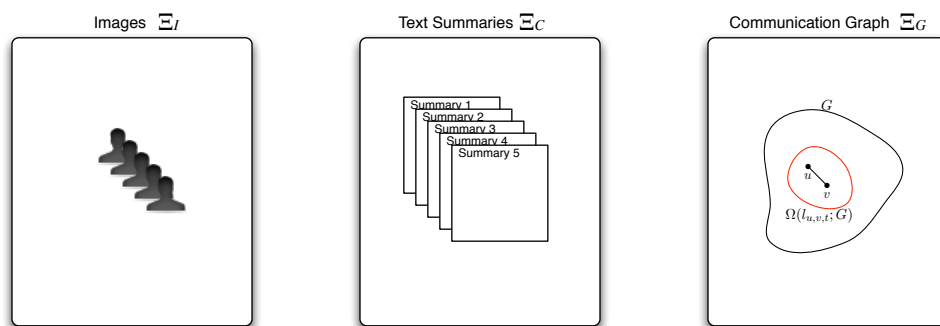 Images Ξ_I
Text Summaries Ξ_C
Communication Graph Ξ_G
Summary 1
Summary 2
Summary 3
Summary 4
Summary 5
G
u
v
Ω(l_{u,v,t}; G)